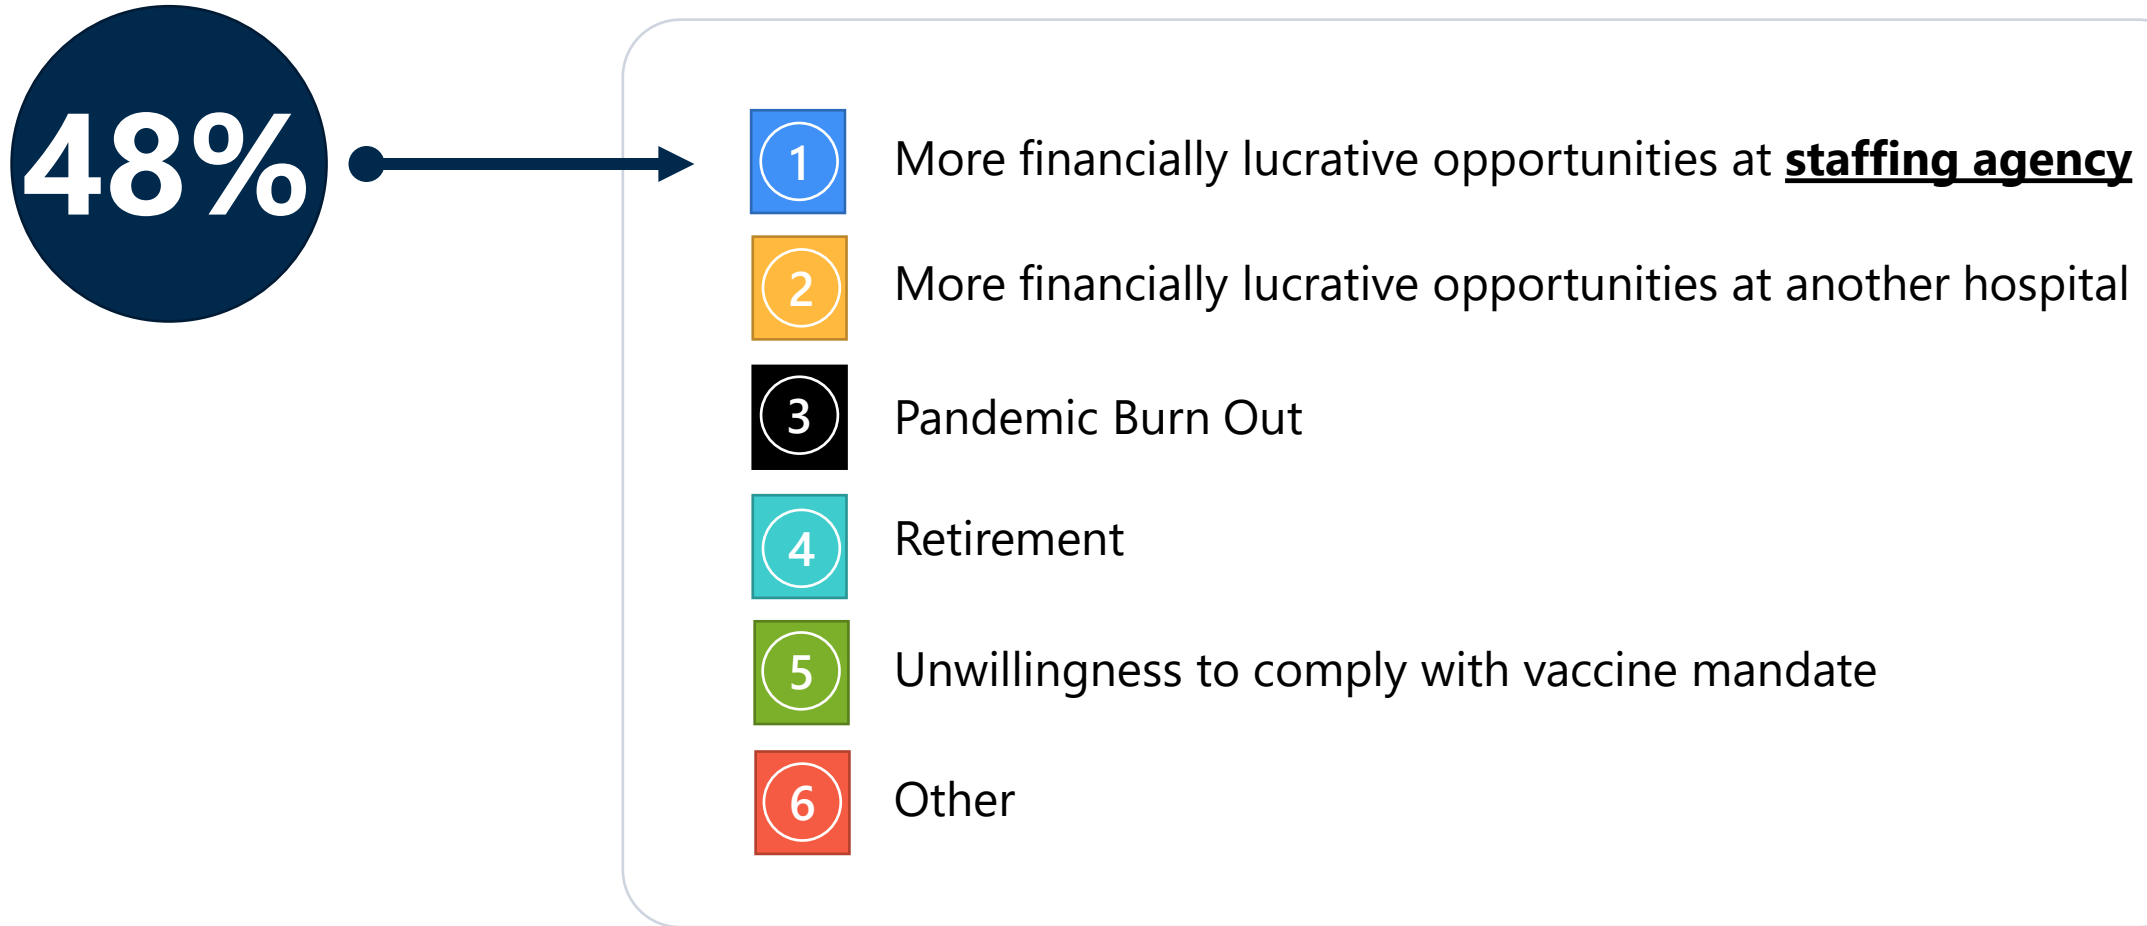 48%
1 More financially lucrative opportunities at staffing agency
2 More financially lucrative opportunities at another hospital
3 Pandemic Burn Out
4 Retirement
5 Unwillingness to comply with vaccine mandate
6 Other